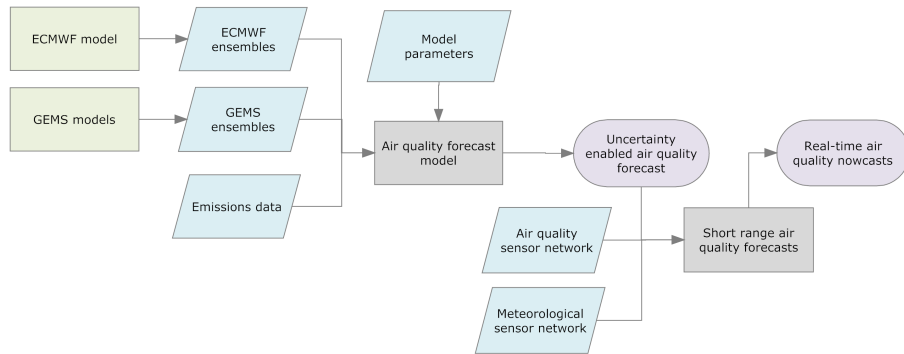 ECMWF model
ECMWF
ensembles
Model
parameters
GEMS models
GEMS
ensembles
Air quality forecast
model
Uncertainty
enabled air quality
forecast
Real-time air
quality nowcasts
Emissions data
Air quality
sensor network
Short range air
quality forecasts
Meteorological
sensor network